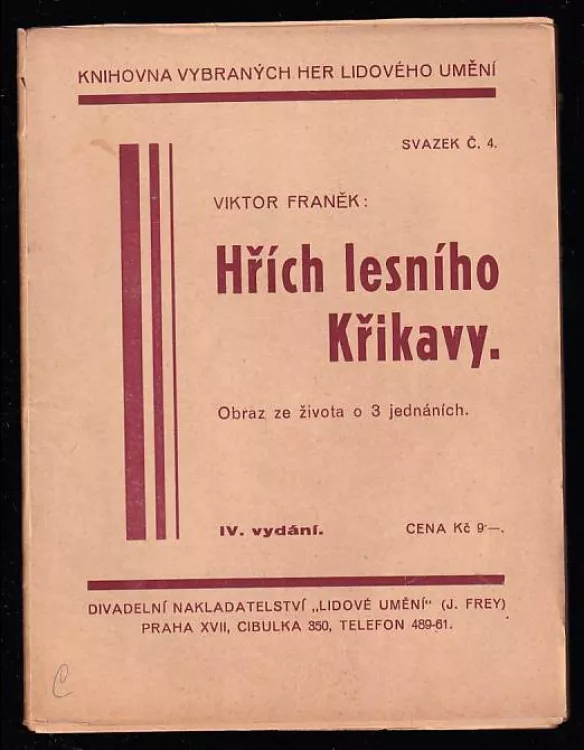 KNIHOVNA VYBRANÝCH HER LIDOVÉHO UMĚNÍ
SVAZEK Č. 4.
VIKTOR FRANĚK:
Hřích lesního
Křikavy.
Obraz ze života o 3 jednáních.
IV. vydání. CENA Kč 9·—.
DIVADELNÍ NAKLADATELSTVÍ „LIDOVÉ UMĚNÍ“ (J. FREY)
PRAHA XVII, CIBULKA 350, TELEFON 489-61.
C